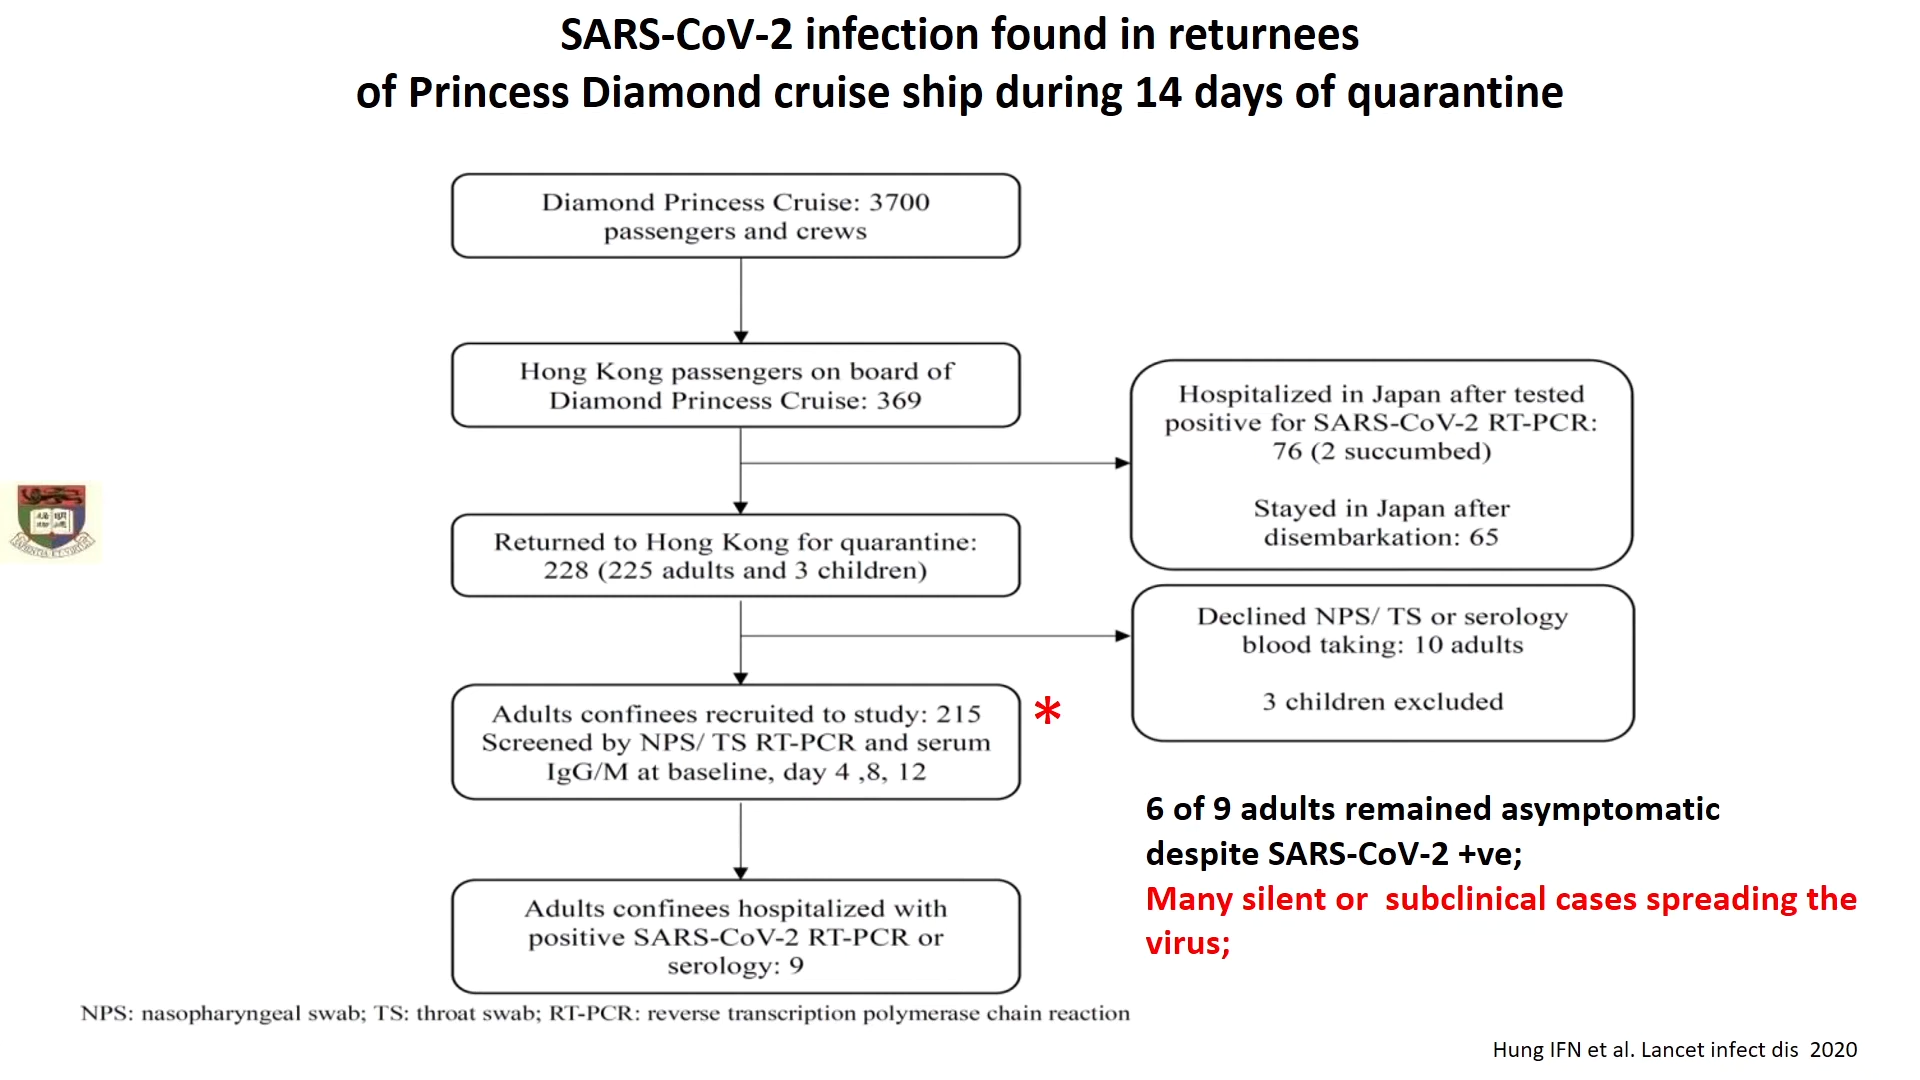 SARS-CoV-2 infection found in returnees
of Princess Diamond cruise ship during 14 days of quarantine
Diamond Princess Cruise: 3700
passengers and crews
Hong Kong passengers on board of
Diamond Princess Cruise: 369
Hospitalized in Japan after tested
positive for SARS-CoV-2 RT-PCR:
76 (2 succumbed)
Stayed in Japan after
disembarkation: 65
Returned to Hong Kong for quarantine:
228 (225 adults and 3 children)
Declined NPS/ TS or serology
blood taking: 10 adults
3 children excluded
Adults confinees recruited to study: 215
Screened by NPS/ TS RT-PCR and serum
IgG/M at baseline, day 4 ,8, 12
*
6 of 9 adults remained asymptomatic
despite SARS-CoV-2 +ve;
Many silent or  subclinical cases spreading the
virus;
Adults confinees hospitalized with
positive SARS-CoV-2 RT-PCR or
serology: 9
NPS: nasopharyngeal swab; TS: throat swab; RT-PCR: reverse transcription polymerase chain reaction
Hung IFN et al. Lancet infect dis  2020